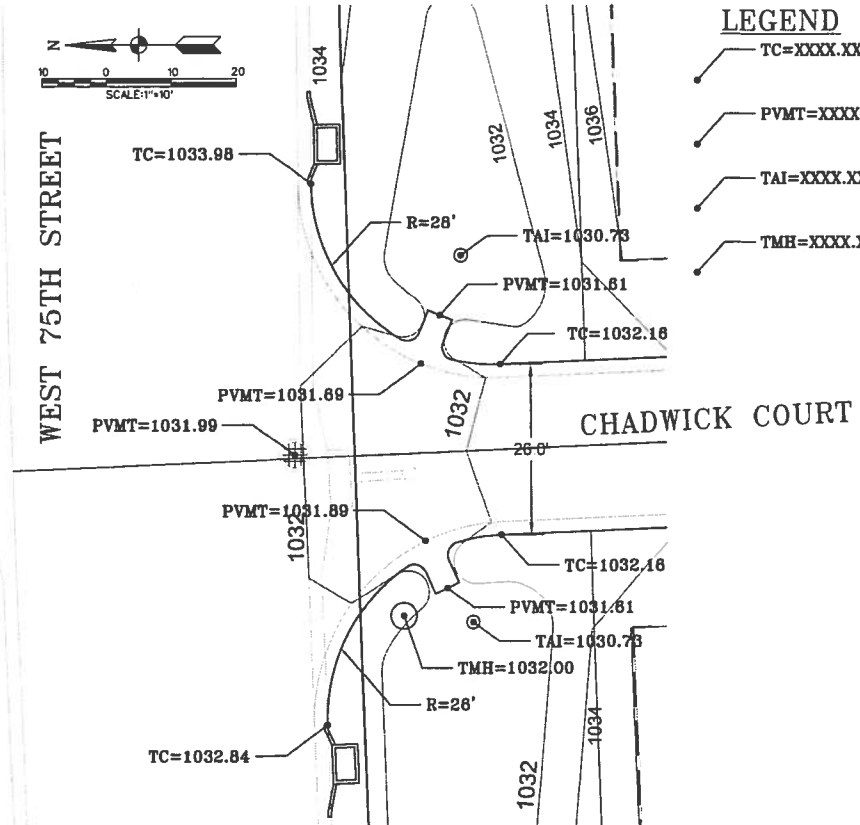 LEGEND
TC=XXXX.XX
PVMT=XXXX
TAI=XXXX.XX
TMH=XXXX.X
N
10 0 10 20
SCALE:1"=10'
WEST 75TH STREET
1034
1032
1034
1036
TC=1033.98
R=28'
TAI=1030.73
PVMT=1031.61
TC=1032.16
PVMT=1031.69
1032
PVMT=1031.99
CHADWICK COURT
26.0'
PVMT=1031.89
1032
TC=1032.16
PVMT=1031.61
TAI=1030.73
TMH=1032.00
R=28'
TC=1032.84
1034
1032